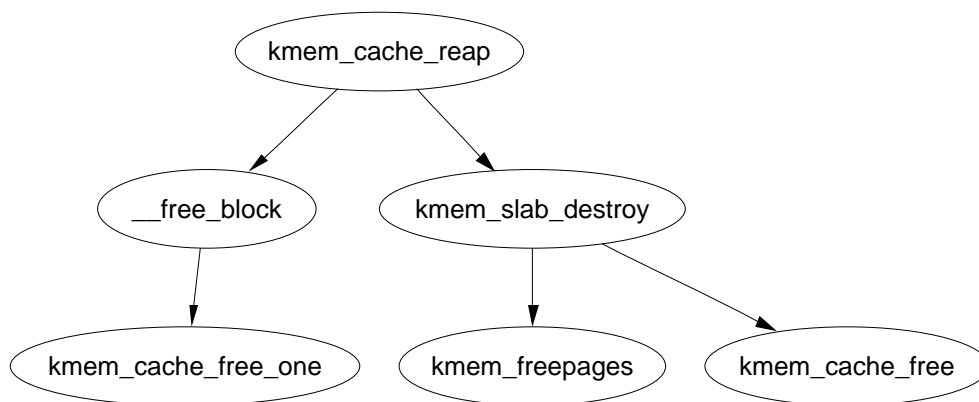 kmem_cache_reap
__free_block
kmem_slab_destroy
kmem_cache_free_one
kmem_freepages
kmem_cache_free